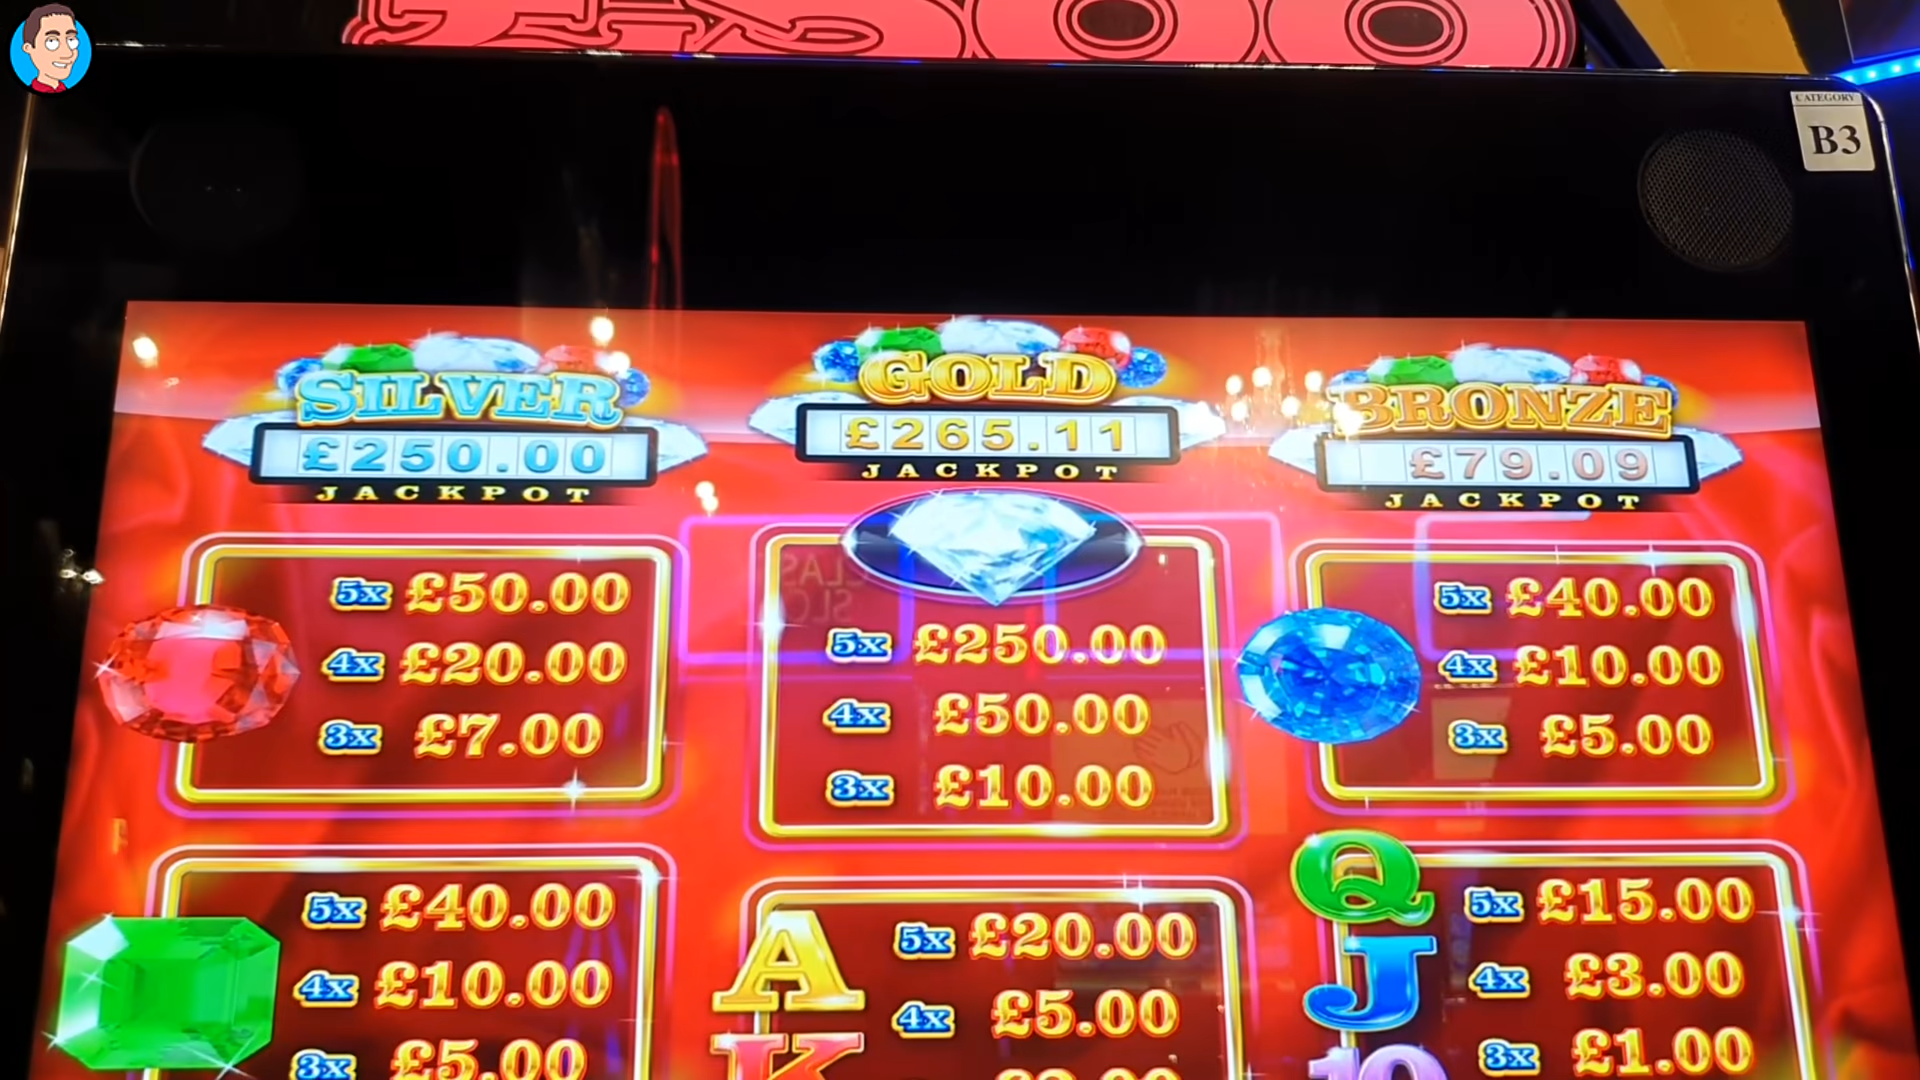 £500
CATEGORY
B3
SILVER
£250.00
JACKPOT
GOLD
£265.11
JACKPOT
BRONZE
£79.09
JACKPOT
5x £50.00
4x £20.00
3x £7.00
5x £250.00
4x £50.00
3x £10.00
5x £40.00
4x £10.00
3x £5.00
5x £40.00
4x £10.00
3x £5.00
A
K
5x £20.00
4x £5.00
Q
J
10
5x £15.00
4x £3.00
3x £1.00